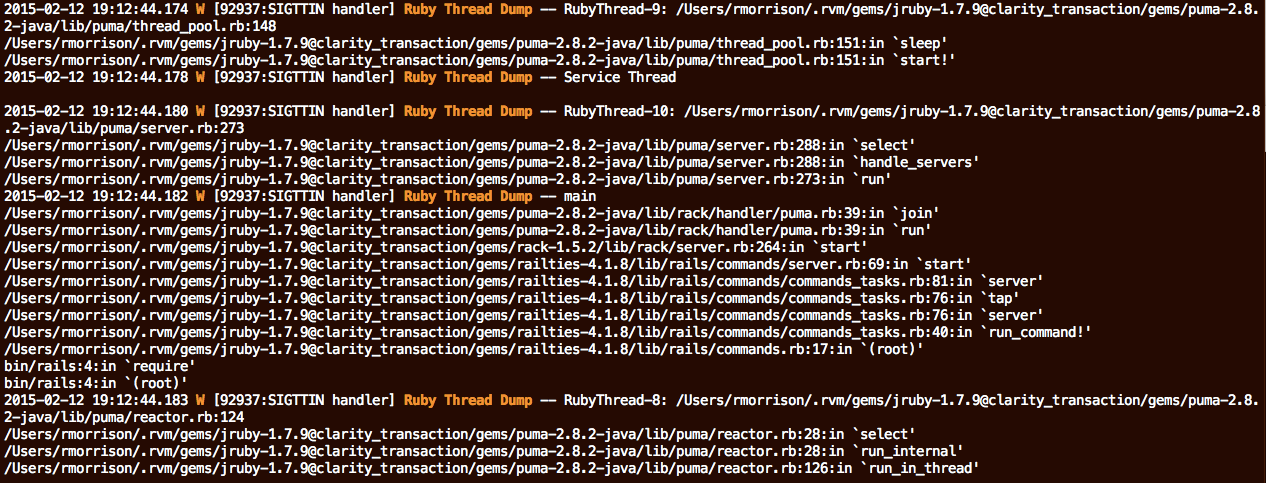 2015-02-12 19:12:44.174 W [92937:SIGTTIN handler] Ruby Thread Dump -- RubyThread-9: /Users/rmorrison/.rvm/gems/jruby-1.7.9@clarity_transaction/gems/puma-2.8.
2-java/lib/puma/thread_pool.rb:148
/Users/rmorrison/.rvm/gems/jruby-1.7.9@clarity_transaction/gems/puma-2.8.2-java/lib/puma/thread_pool.rb:151:in `sleep'
/Users/rmorrison/.rvm/gems/jruby-1.7.9@clarity_transaction/gems/puma-2.8.2-java/lib/puma/thread_pool.rb:151:in `start!'
2015-02-12 19:12:44.178 W [92937:SIGTTIN handler] Ruby Thread Dump -- Service Thread
2015-02-12 19:12:44.180 W [92937:SIGTTIN handler] Ruby Thread Dump -- RubyThread-10: /Users/rmorrison/.rvm/gems/jruby-1.7.9@clarity_transaction/gems/puma-2.8
.2-java/lib/puma/server.rb:273
/Users/rmorrison/.rvm/gems/jruby-1.7.9@clarity_transaction/gems/puma-2.8.2-java/lib/puma/server.rb:288:in `select'
/Users/rmorrison/.rvm/gems/jruby-1.7.9@clarity_transaction/gems/puma-2.8.2-java/lib/puma/server.rb:288:in `handle_servers'
/Users/rmorrison/.rvm/gems/jruby-1.7.9@clarity_transaction/gems/puma-2.8.2-java/lib/puma/server.rb:273:in `run'
2015-02-12 19:12:44.182 W [92937:SIGTTIN handler] Ruby Thread Dump -- main
/Users/rmorrison/.rvm/gems/jruby-1.7.9@clarity_transaction/gems/puma-2.8.2-java/lib/rack/handler/puma.rb:39:in `join'
/Users/rmorrison/.rvm/gems/jruby-1.7.9@clarity_transaction/gems/puma-2.8.2-java/lib/rack/handler/puma.rb:39:in `run'
/Users/rmorrison/.rvm/gems/jruby-1.7.9@clarity_transaction/gems/rack-1.5.2/lib/rack/server.rb:264:in `start'
/Users/rmorrison/.rvm/gems/jruby-1.7.9@clarity_transaction/gems/railties-4.1.8/lib/rails/commands/server.rb:69:in `start'
/Users/rmorrison/.rvm/gems/jruby-1.7.9@clarity_transaction/gems/railties-4.1.8/lib/rails/commands/commands_tasks.rb:81:in `server'
/Users/rmorrison/.rvm/gems/jruby-1.7.9@clarity_transaction/gems/railties-4.1.8/lib/rails/commands/commands_tasks.rb:76:in `tap'
/Users/rmorrison/.rvm/gems/jruby-1.7.9@clarity_transaction/gems/railties-4.1.8/lib/rails/commands/commands_tasks.rb:76:in `server'
/Users/rmorrison/.rvm/gems/jruby-1.7.9@clarity_transaction/gems/railties-4.1.8/lib/rails/commands/commands_tasks.rb:40:in `run_command!'
/Users/rmorrison/.rvm/gems/jruby-1.7.9@clarity_transaction/gems/railties-4.1.8/lib/rails/commands.rb:17:in `(root)'
bin/rails:4:in `require'
bin/rails:4:in `(root)'
2015-02-12 19:12:44.183 W [92937:SIGTTIN handler] Ruby Thread Dump -- RubyThread-8: /Users/rmorrison/.rvm/gems/jruby-1.7.9@clarity_transaction/gems/puma-2.8.
2-java/lib/puma/reactor.rb:124
/Users/rmorrison/.rvm/gems/jruby-1.7.9@clarity_transaction/gems/puma-2.8.2-java/lib/puma/reactor.rb:28:in `select'
/Users/rmorrison/.rvm/gems/jruby-1.7.9@clarity_transaction/gems/puma-2.8.2-java/lib/puma/reactor.rb:28:in `run_internal'
/Users/rmorrison/.rvm/gems/jruby-1.7.9@clarity_transaction/gems/puma-2.8.2-java/lib/puma/reactor.rb:126:in `run_in_thread'